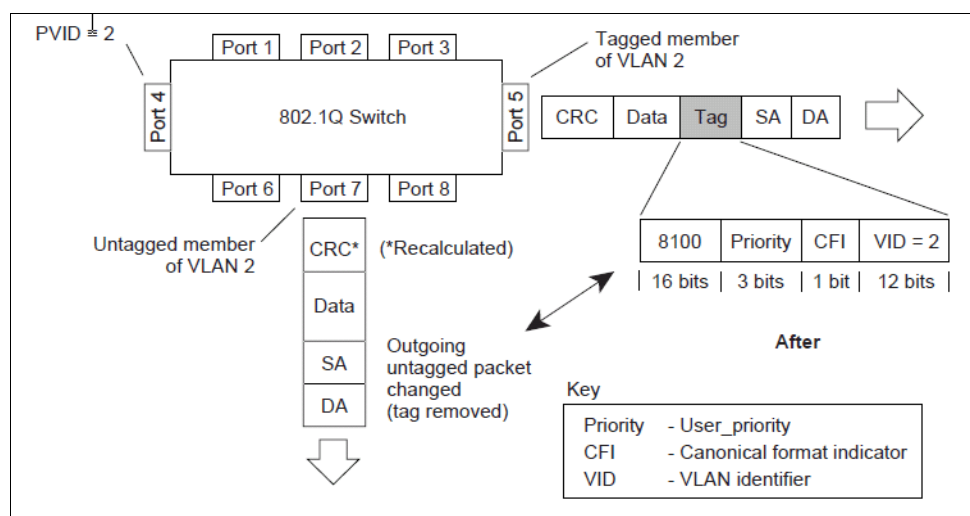 PVID = 2
Port 1
Port 2
Port 3
Tagged member
of VLAN 2
Port 4
802.1Q Switch
Port 5
CRC
Data
Tag
SA
DA
Port 6
Port 7
Port 8
Untagged member
of VLAN 2
CRC*
(*Recalculated)
8100
Priority
CFI
VID = 2
16 bits
3 bits
1 bit
12 bits
Data
After
SA
DA
Outgoing
untagged packet
changed
(tag removed)
Key
Priority - User_priority
CFI - Canonical format indicator
VID - VLAN identifier